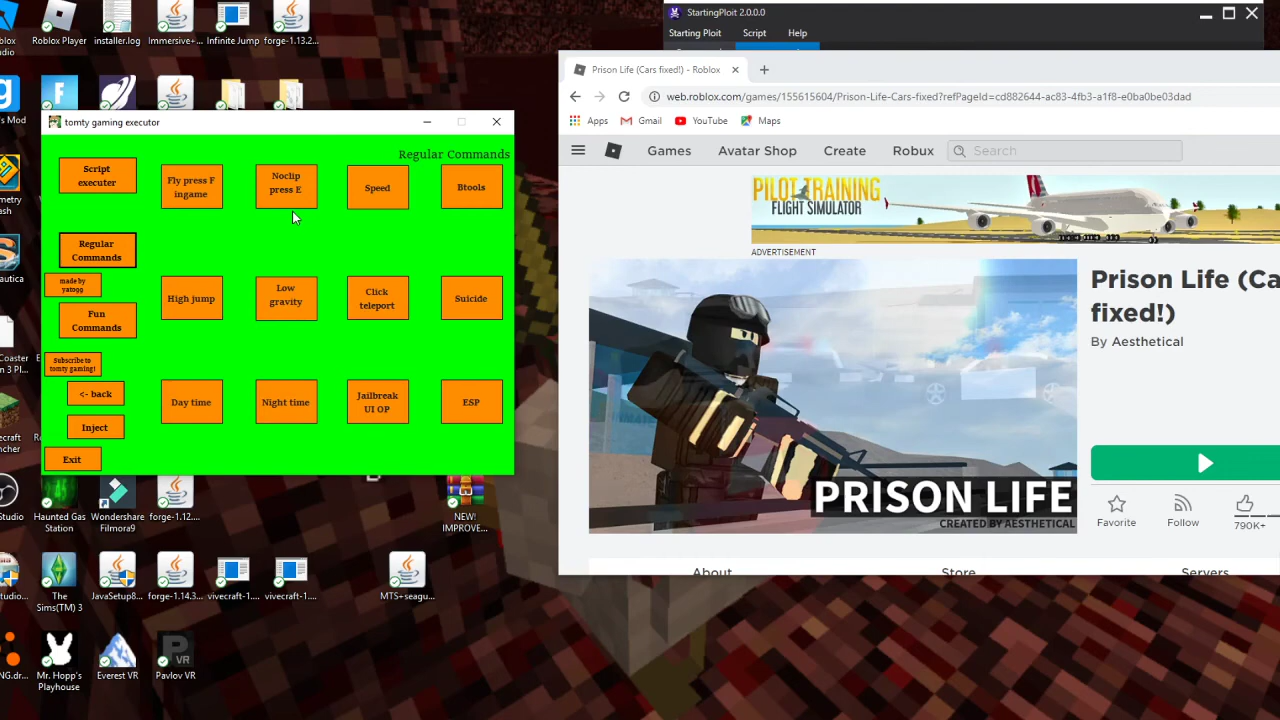 StartingPloit 2.0.0.0
Starting Ploit Script Help
Roblox Player
installer.log
Immersive+...
Infinite Jump
forge-1.13.2...
Prison Life (Cars fixed!) - Roblox
web.roblox.com/games/155615604/Prison-Life-Cars-fixed?refPageId=cd882644-ac83-4fb3-a1f8-e0ba0be03dad
Apps Gmail YouTube Maps
Games Avatar Shop Create Robux Search
PILOT TRAINING
FLIGHT SIMULATOR
ADVERTISEMENT
Prison Life (Ca
fixed!)
By Aesthetical
PRISON LIFE
CREATED BY AESTHETICAL
Favorite
Follow
790K+
About
Store
Servers
s Mod
tomty gaming executor
Regular Commands
Script
executer
Fly press F
ingame
Noclip
press E
Speed
Btools
Regular
Commands
made by
yato99
Fun
Commands
High jump
Low
gravity
Click
teleport
Suicide
Subscribe to
tomty gaming!
<- back
Inject
Exit
Day time
Night time
Jailbreak
UI OP
ESP
Haunted Gas
Station
Wondershare
Filmora9
forge-1.12....
NEW!
IMPROVE...
The
Sims(TM) 3
JavaSetup8...
forge-1.14.3...
vivecraft-1....
vivecraft-1....
MTS+seagu...
Mr. Hopp's
Playhouse
Everest VR
Pavlov VR